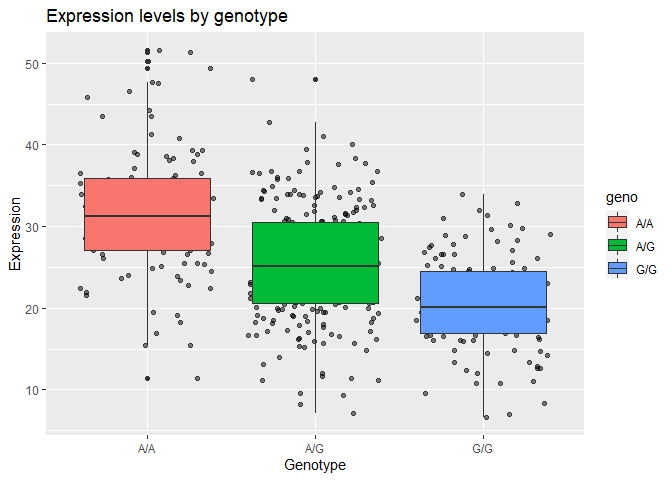 Expression levels by genotype
50
40
30
20
10
Expression
A/A
A/G
G/G
Genotype
geno
A/A
A/G
G/G